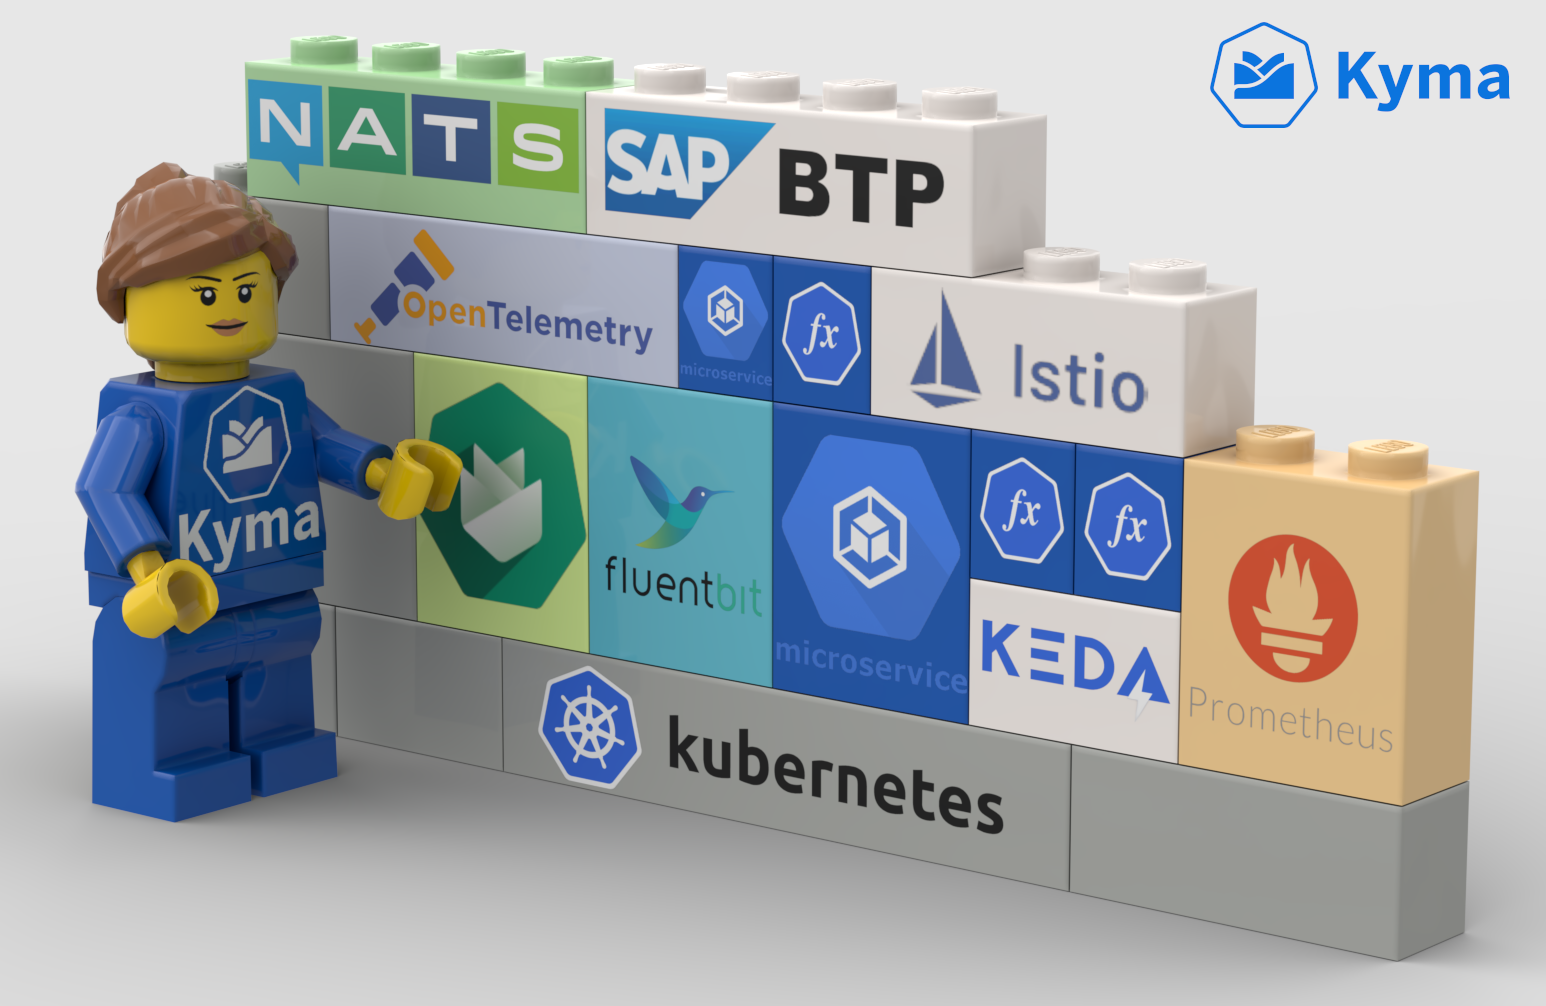 Kyma
NATS
SAP BTP
OpenTelemetry
microservice
fx
Istio
Kyma
fluentbit
microservice
fx
fx
KEDA
Prometheus
kubernetes